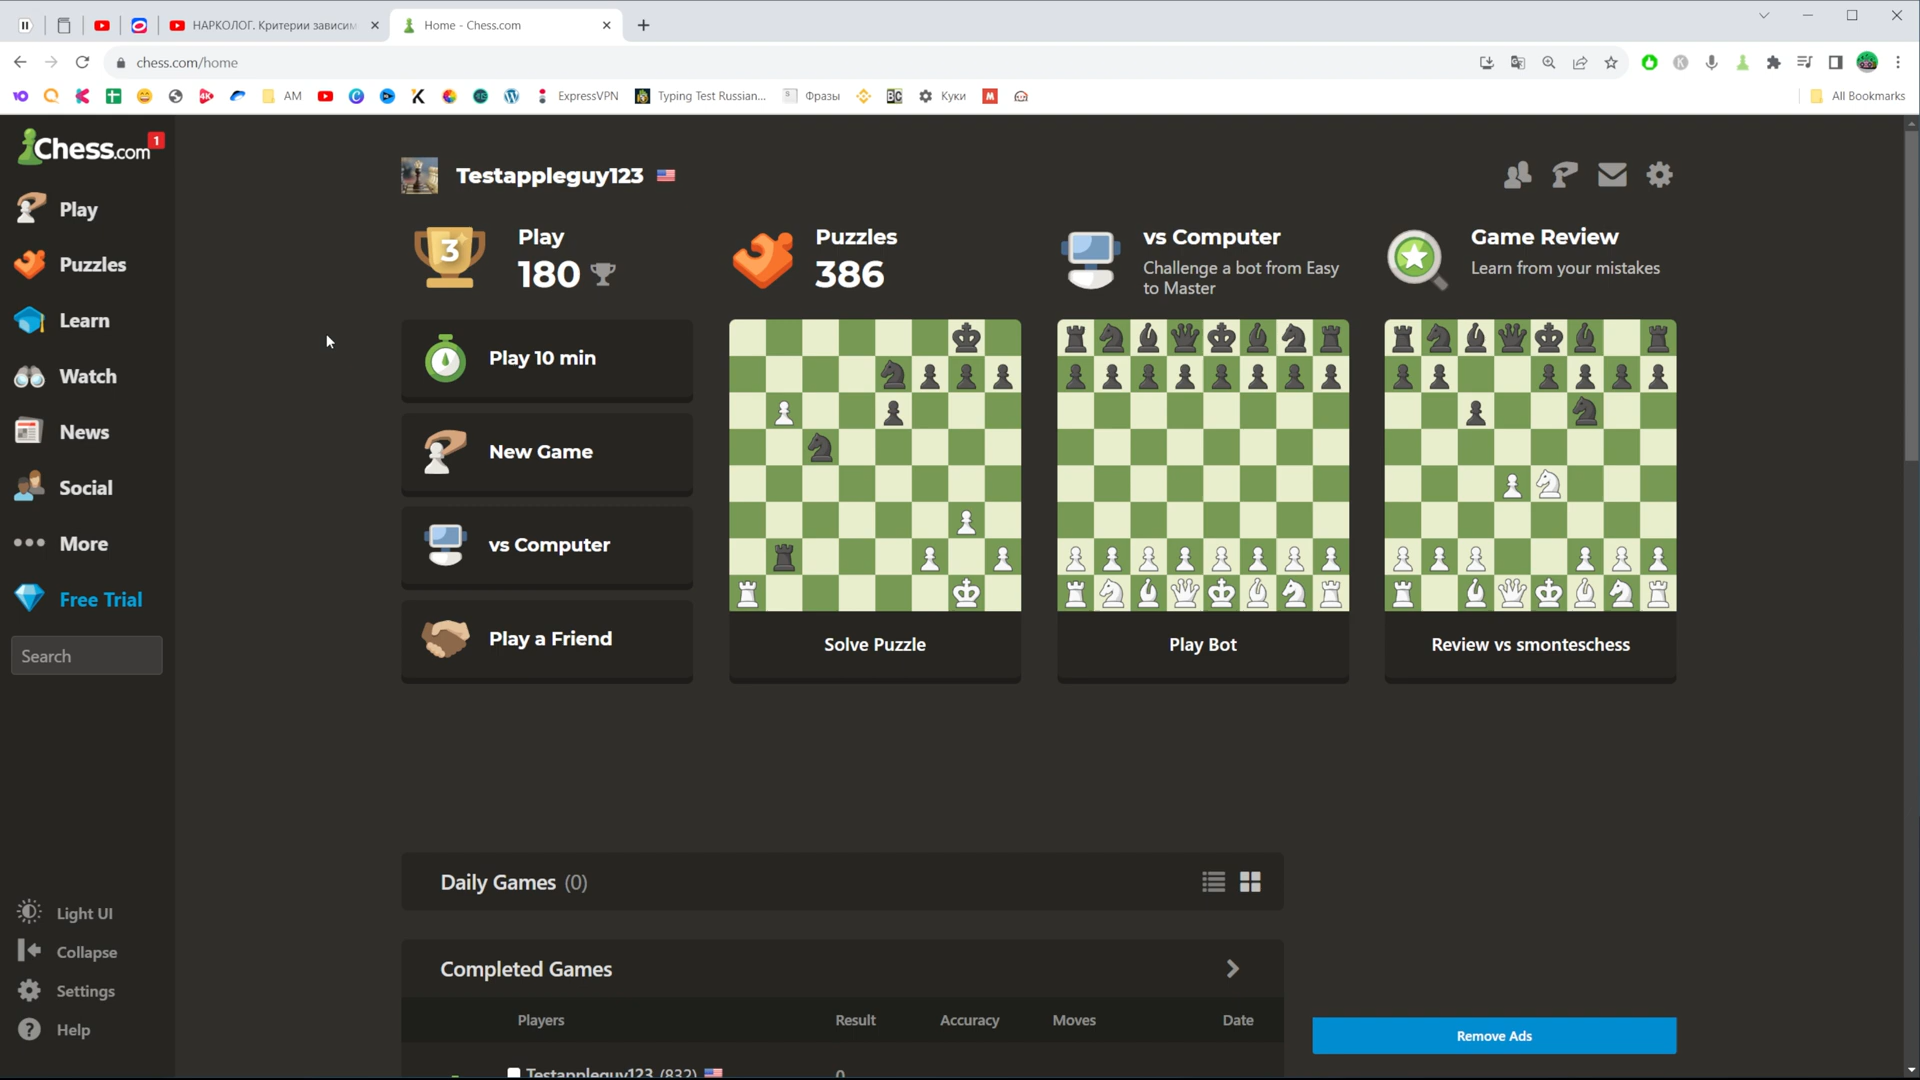 НАРКОЛОГ. Критерии зависим
Home - Chess.com
chess.com/home
AM
ExpressVPN
Typing Test Russian...
Фразы
BC
Куки
All Bookmarks
Chess.com
1
Play
Puzzles
Learn
Watch
News
Social
More
Free Trial
Search
Light UI
Collapse
Settings
Help
Testappleguy123
3
Play
180
Puzzles
386
vs Computer
Challenge a bot from Easy
to Master
Game Review
Learn from your mistakes
Play 10 min
New Game
vs Computer
Play a Friend
Solve Puzzle
Play Bot
Review vs smonteschess
Daily Games (0)
Completed Games
Players Result Accuracy Moves Date
Testappleguy123 (832) 0
Remove Ads